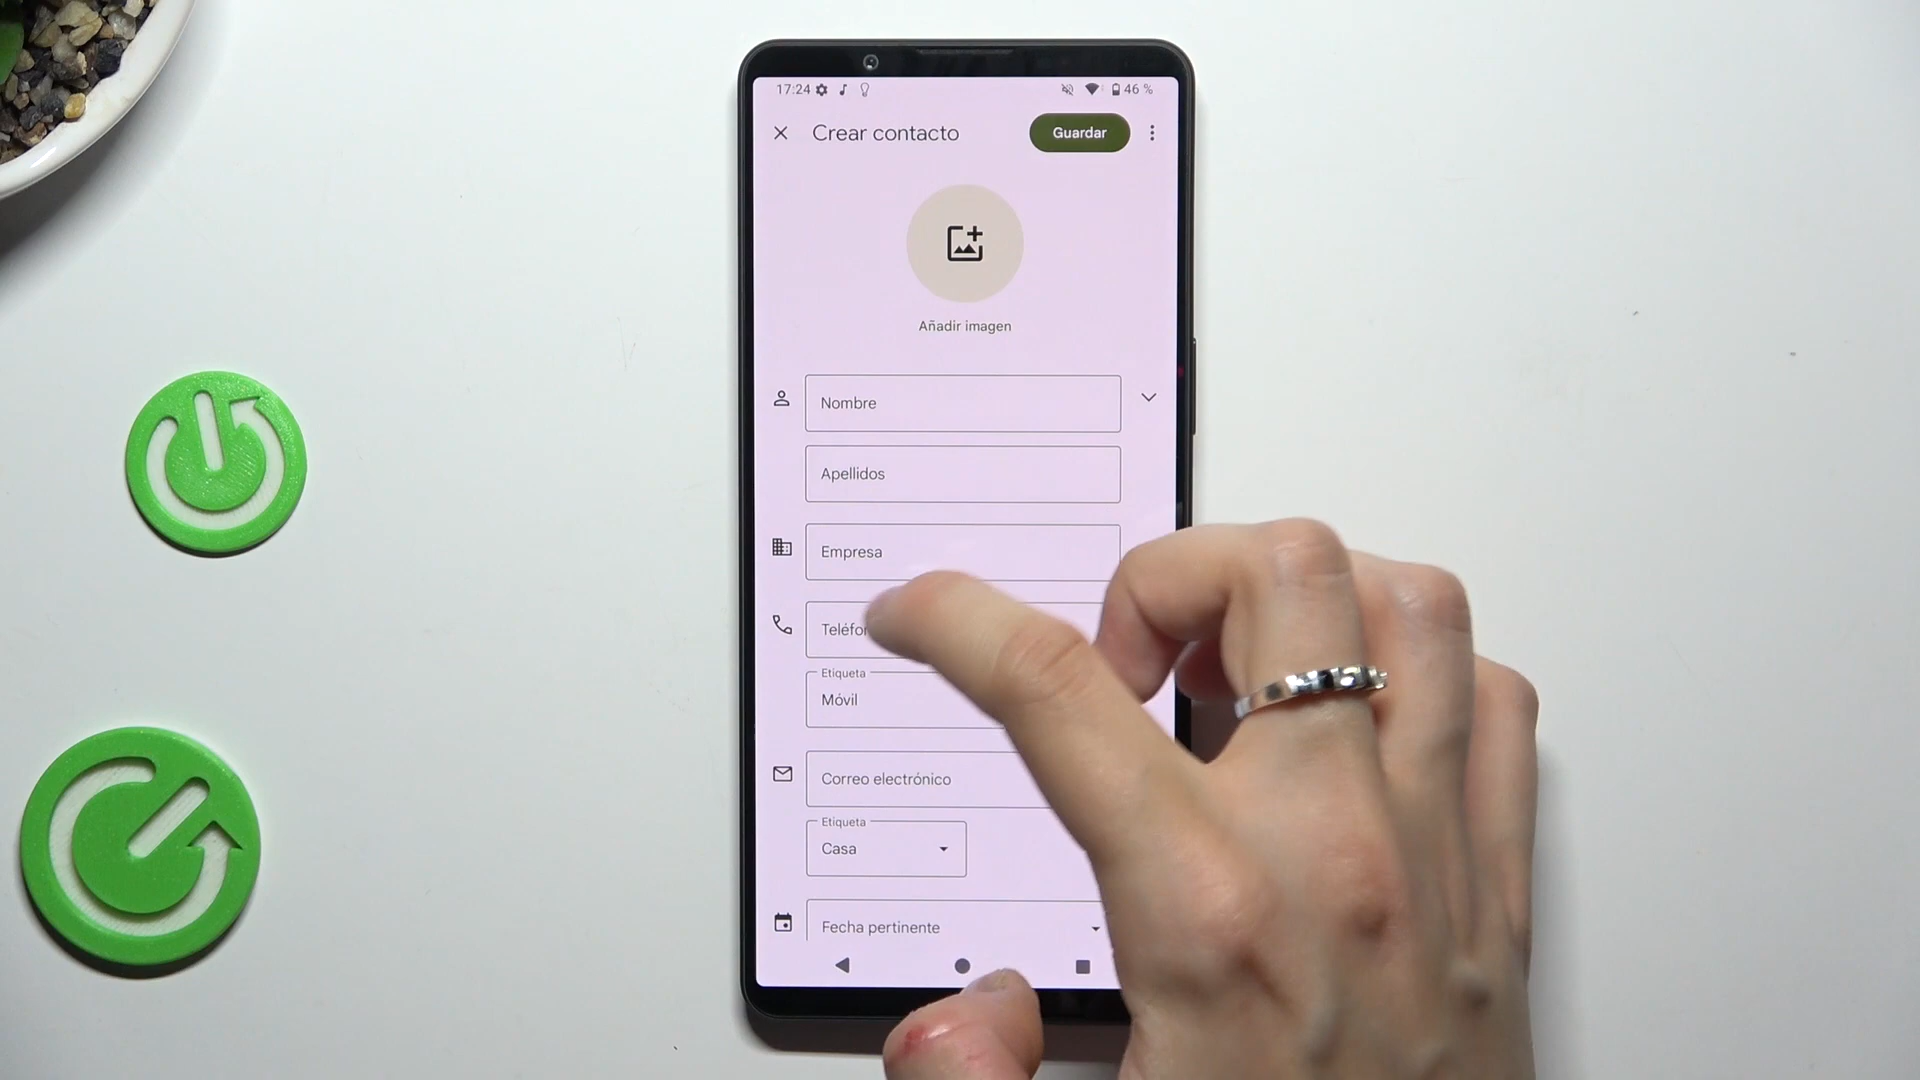 17:24 46 %
Crear contacto Guardar
Añadir imagen
Nombre
Apellidos
Empresa
Etiqueta
Móvil
Correo electrónico
Etiqueta
Casa
Fecha pertinente